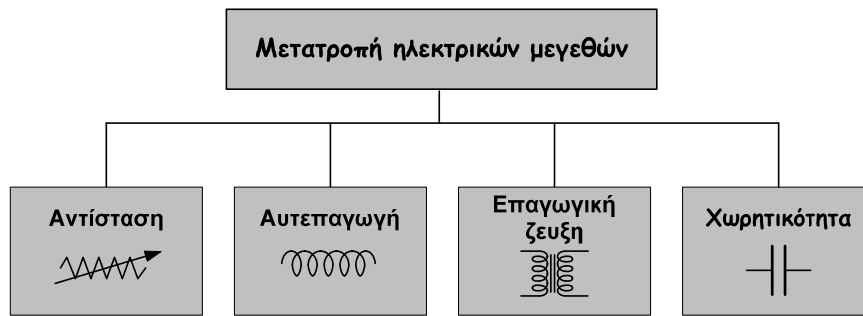 Μετατροπή ηλεκτρικών μεγεθών
Αντίσταση
Αυτεπαγωγή
Επαγωγική
ζευξη
Χωρητικότητα